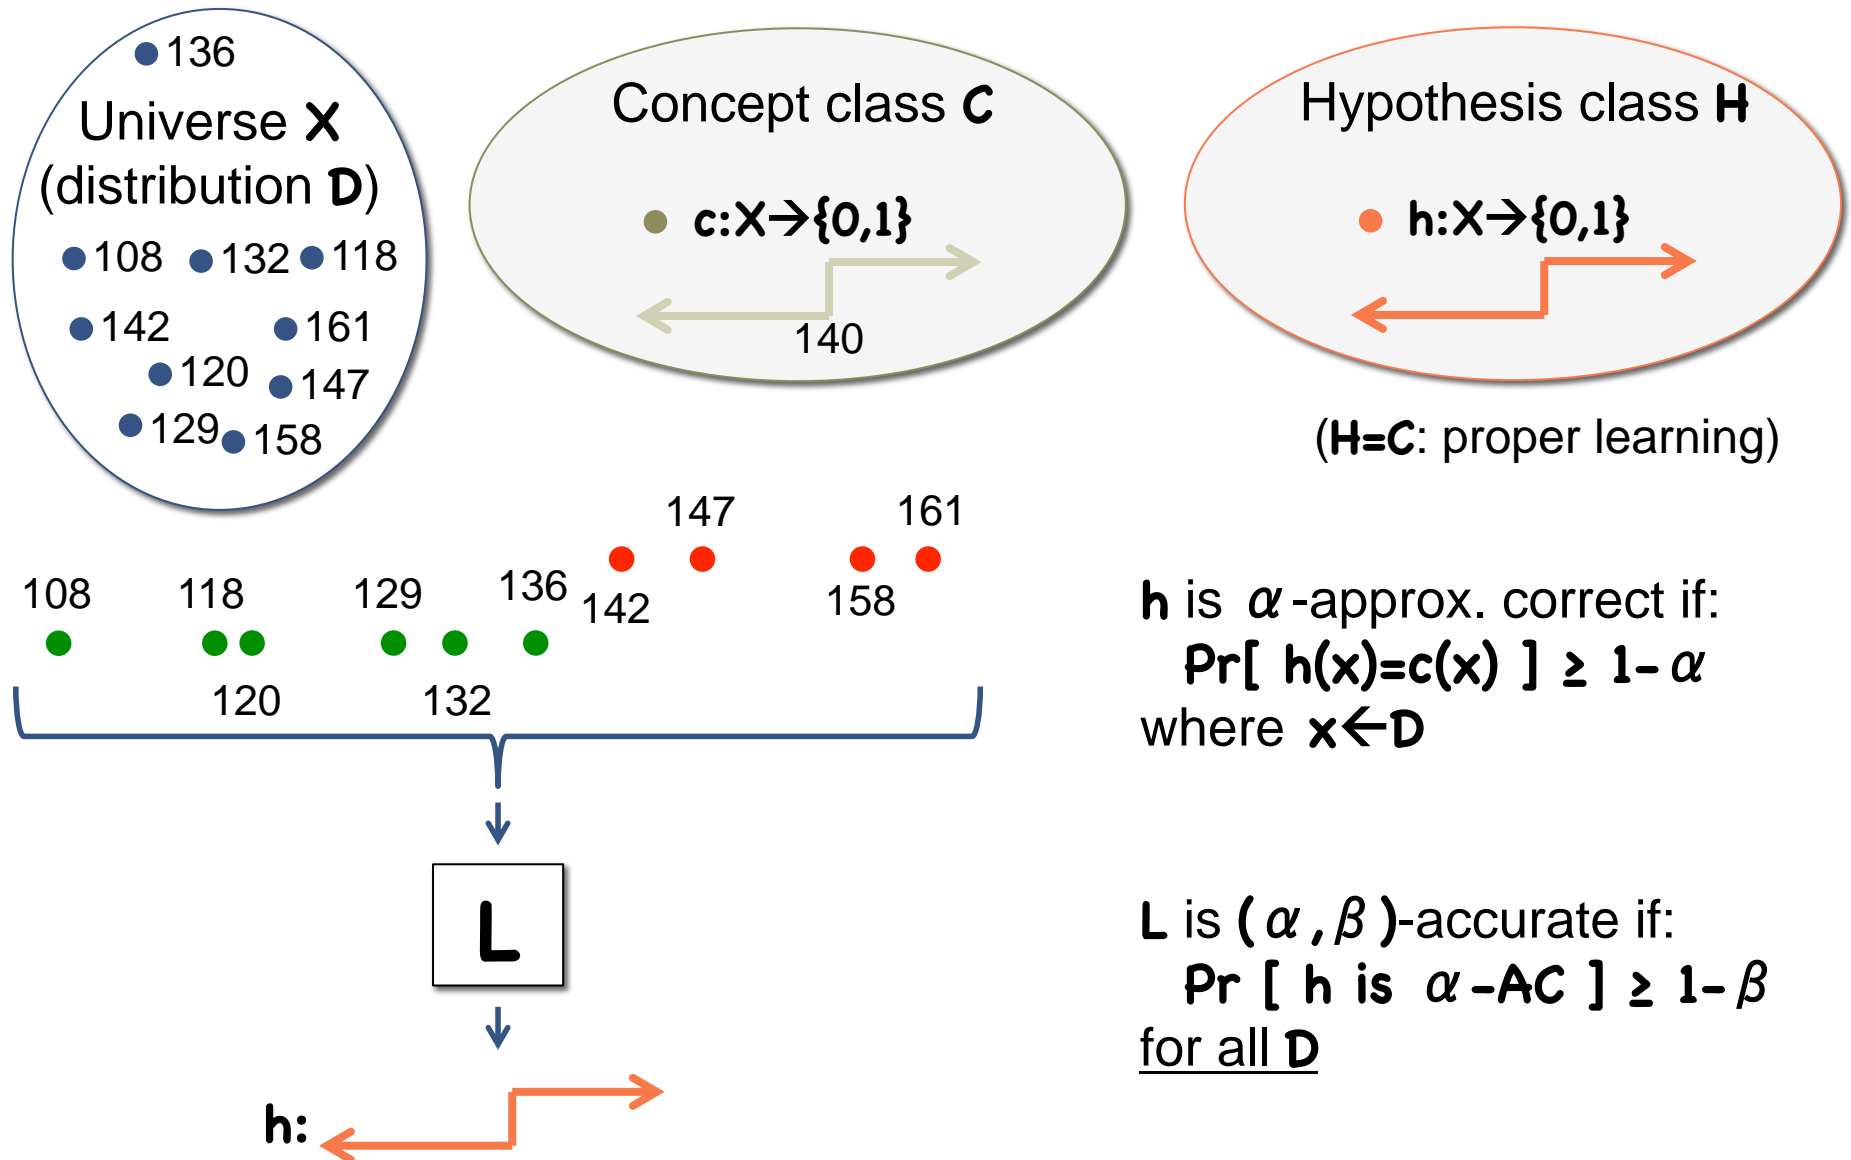 136
Universe X
(distribution D)
108 132 118
142 161
120 147
129 158
Concept class C
c:X→{0,1}
140
Hypothesis class H
h:X→{0,1}
(H=C: proper learning)
147 161
108 118 129 136 142 158
120 132
h is α-approx. correct if:
Pr[ h(x)=c(x) ] ≥ 1-α
where x←D
L
L is (α,β)-accurate if:
Pr [ h is α-AC ] ≥ 1-β
for all D
h: